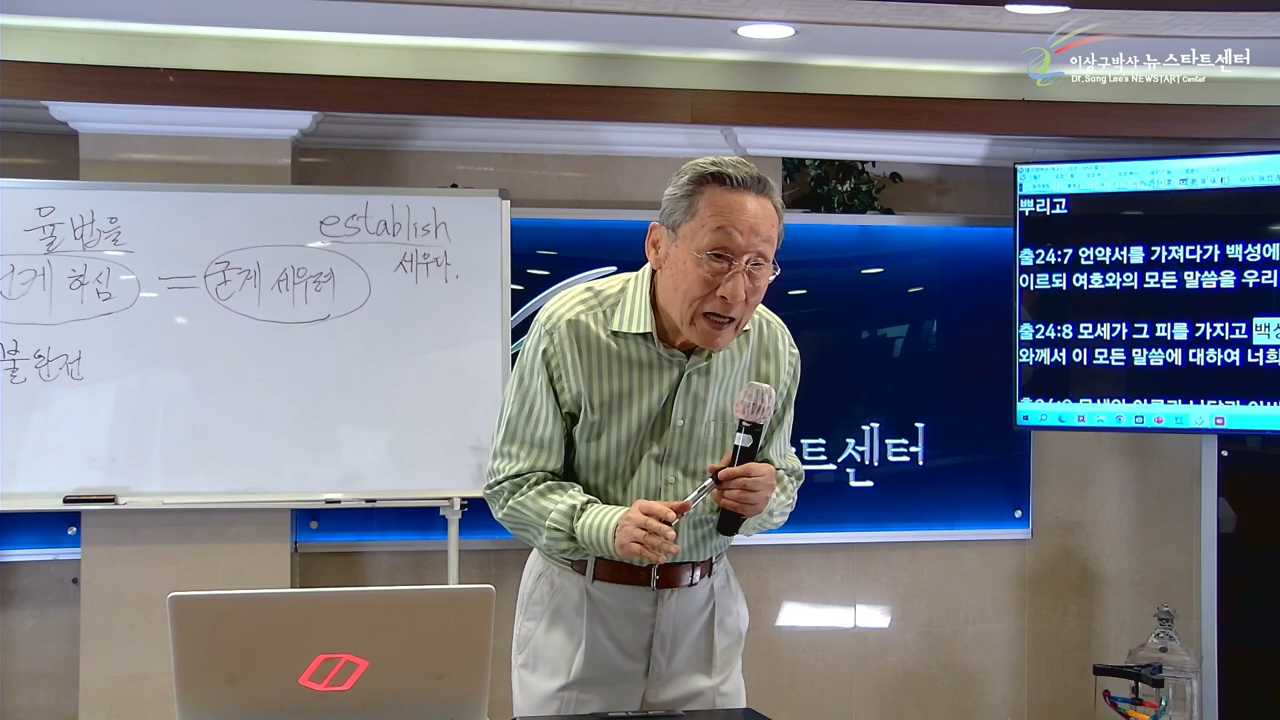 이상구박사 뉴스타트센터
Dr. Sang Lee's NEWSTART Center
율법을
하심 = 굳게 세우려
establish
세우다.
불완전
트센터
뿌리고
출24:7 언약서를 가져다가 백성에
이르되 여호와의 모든 말씀을 우리
출24:8 모세가 그 피를 가지고 백성
와께서 이 모든 말씀에 대하여 너희